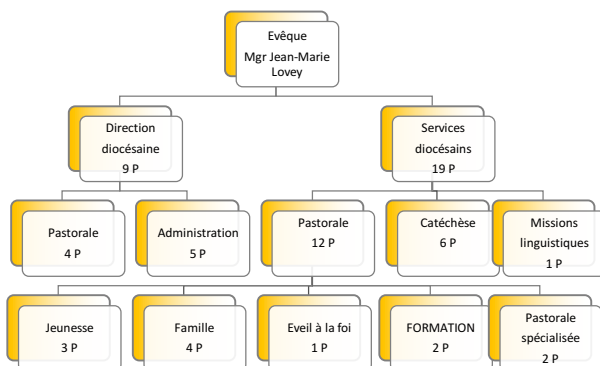 Evêque
Mgr Jean-Marie
Lovey
Direction
diocésaine
9 P
Services
diocésains
19 P
Pastorale
4 P
Administration
5 P
Pastorale
12 P
Catéchèse
6 P
Missions
linguistiques
1 P
Jeunesse
3 P
Famille
4 P
Eveil à la foi
1 P
FORMATION
2 P
Pastorale
spécialisée
2 P